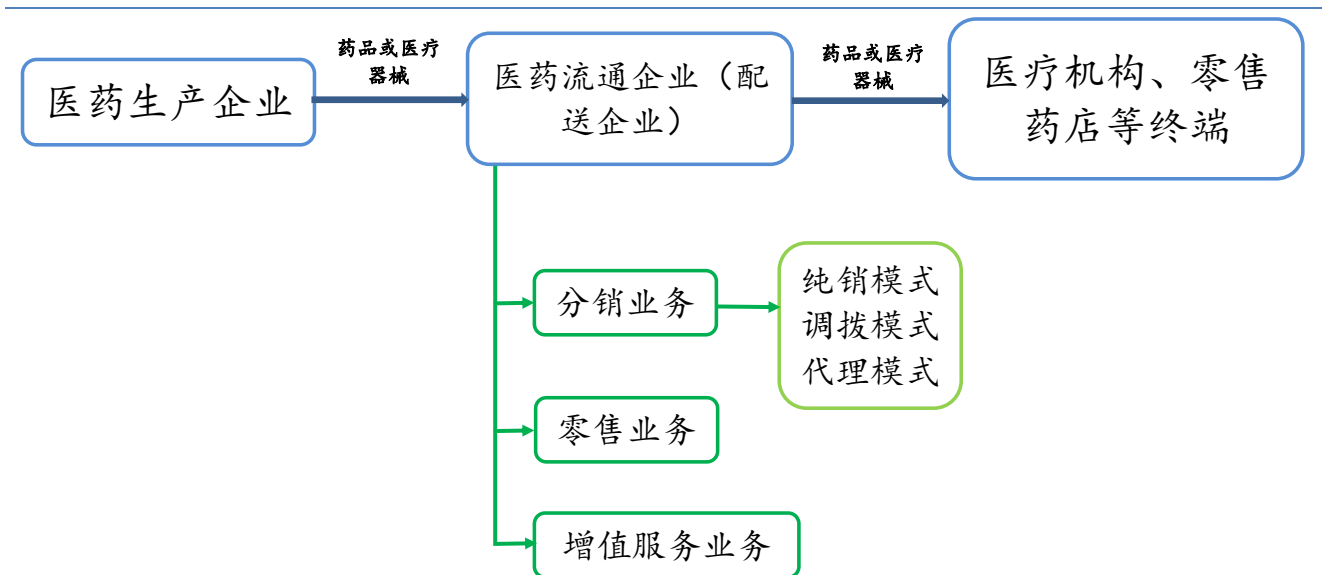 医药生产企业
药品或医疗
器械
医药流通企业（配
送企业）
药品或医疗
器械
医疗机构、零售
药店等终端
分销业务
纯销模式
调拨模式
代理模式
零售业务
增值服务业务